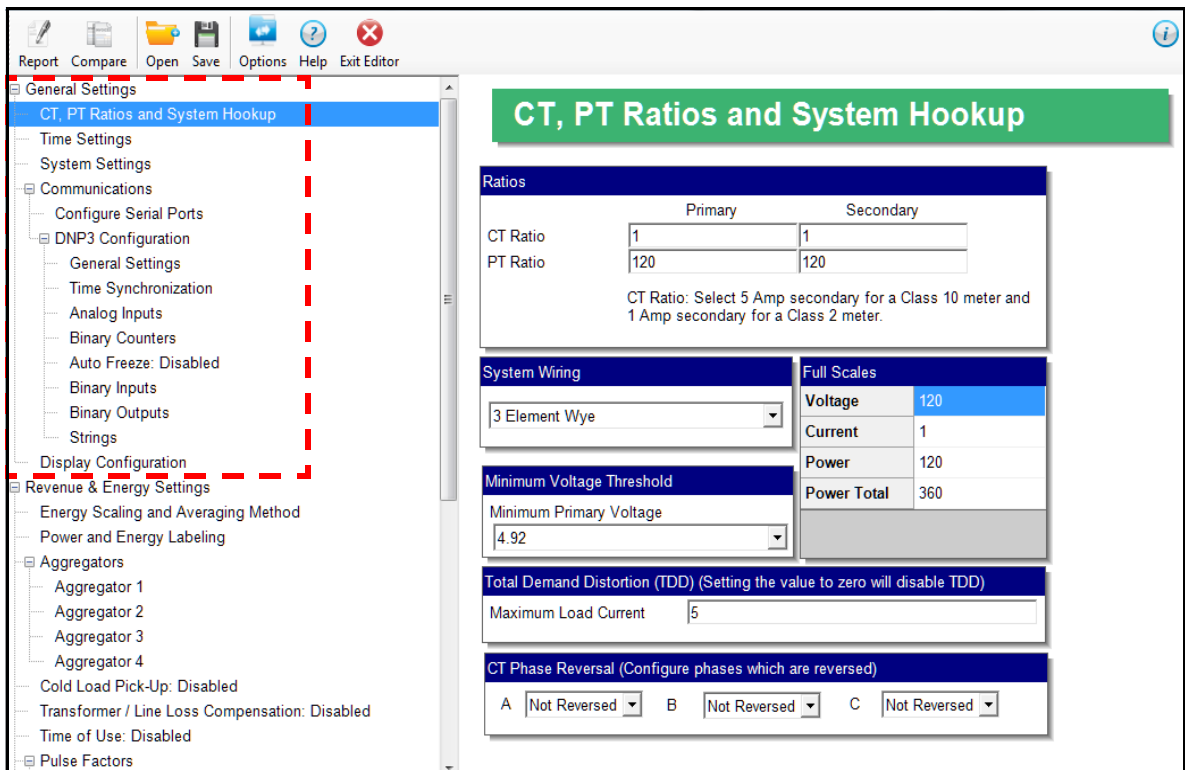 Report Compare Open Save Options Help Exit Editor
General Settings
CT, PT Ratios and System Hookup
Time Settings
System Settings
Communications
Configure Serial Ports
DNP3 Configuration
General Settings
Time Synchronization
Analog Inputs
Binary Counters
Auto Freeze: Disabled
Binary Inputs
Binary Outputs
Strings
Display Configuration
Revenue & Energy Settings
Energy Scaling and Averaging Method
Power and Energy Labeling
Aggregators
Aggregator 1
Aggregator 2
Aggregator 3
Aggregator 4
Cold Load Pick-Up: Disabled
Transformer / Line Loss Compensation: Disabled
Time of Use: Disabled
Pulse Factors
CT, PT Ratios and System Hookup
Ratios
Primary Secondary
CT Ratio 1 1
PT Ratio 120 120
CT Ratio: Select 5 Amp secondary for a Class 10 meter and
1 Amp secondary for a Class 2 meter.
System Wiring
3 Element Wye
Full Scales
Voltage 120
Current 1
Power 120
Power Total 360
Minimum Voltage Threshold
Minimum Primary Voltage
4.92
Total Demand Distortion (TDD) (Setting the value to zero will disable TDD)
Maximum Load Current 5
CT Phase Reversal (Configure phases which are reversed)
A Not Reversed B Not Reversed C Not Reversed